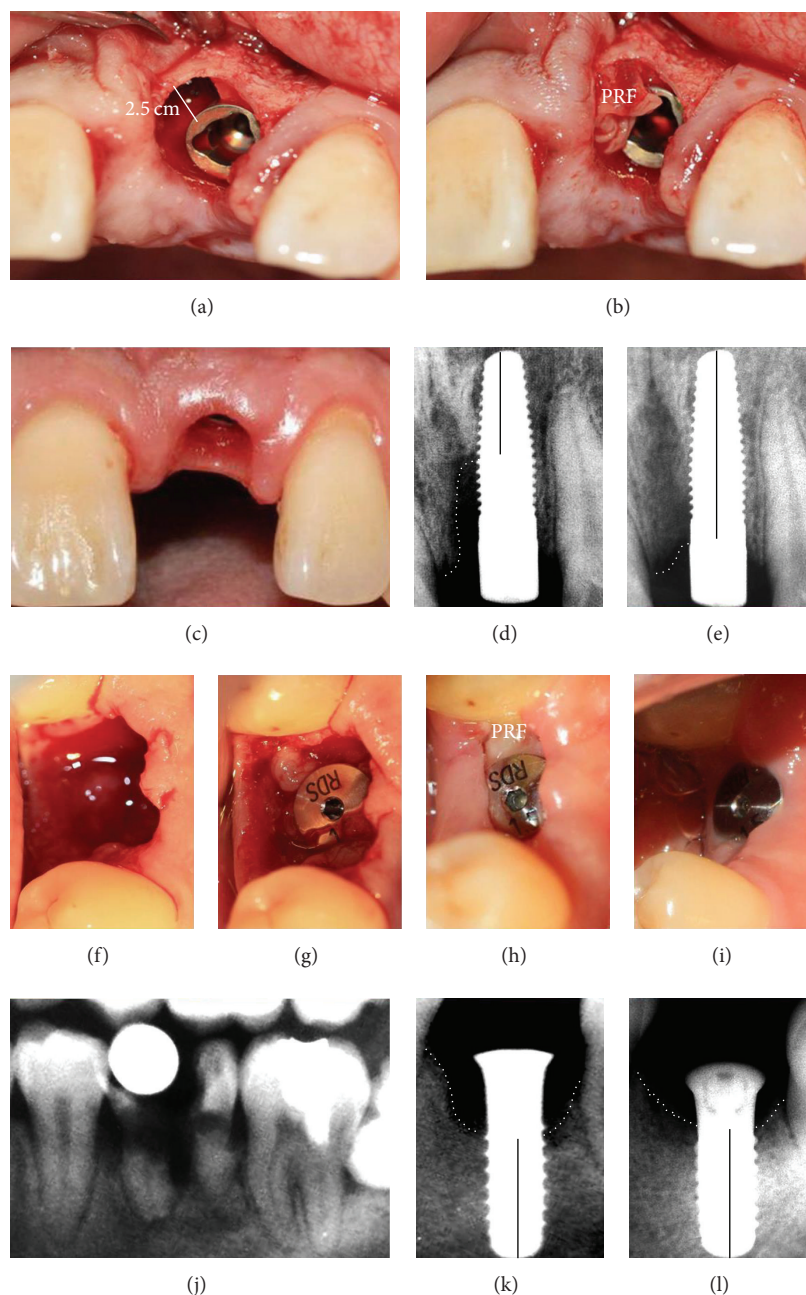 2.5 cm
PRF
(a)
(b)
(c)
(d)
(e)
PRF
RDS
RDS
(f)
(g)
(h)
(i)
(j)
(k)
(l)